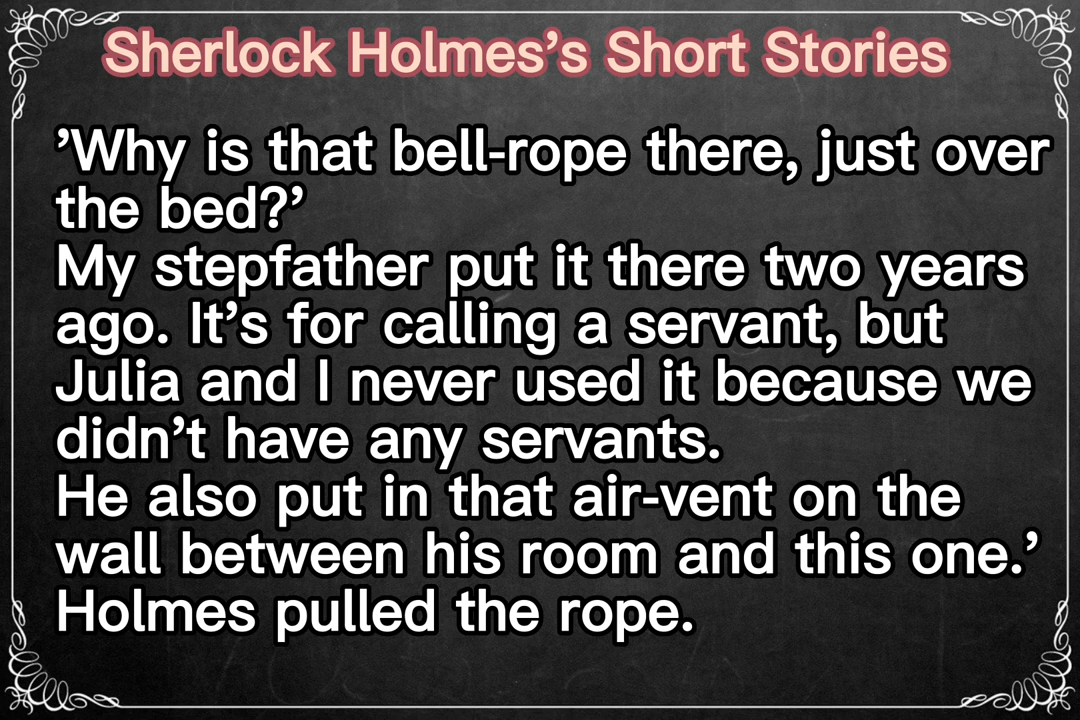 Sherlock Holmes’s Short Stories
’Why is that bell-rope there, just over
the bed?’
My stepfather put it there two years
ago. It’s for calling a servant, but
Julia and I never used it because we
didn’t have any servants.
He also put in that air-vent on the
wall between his room and this one.’
Holmes pulled the rope.